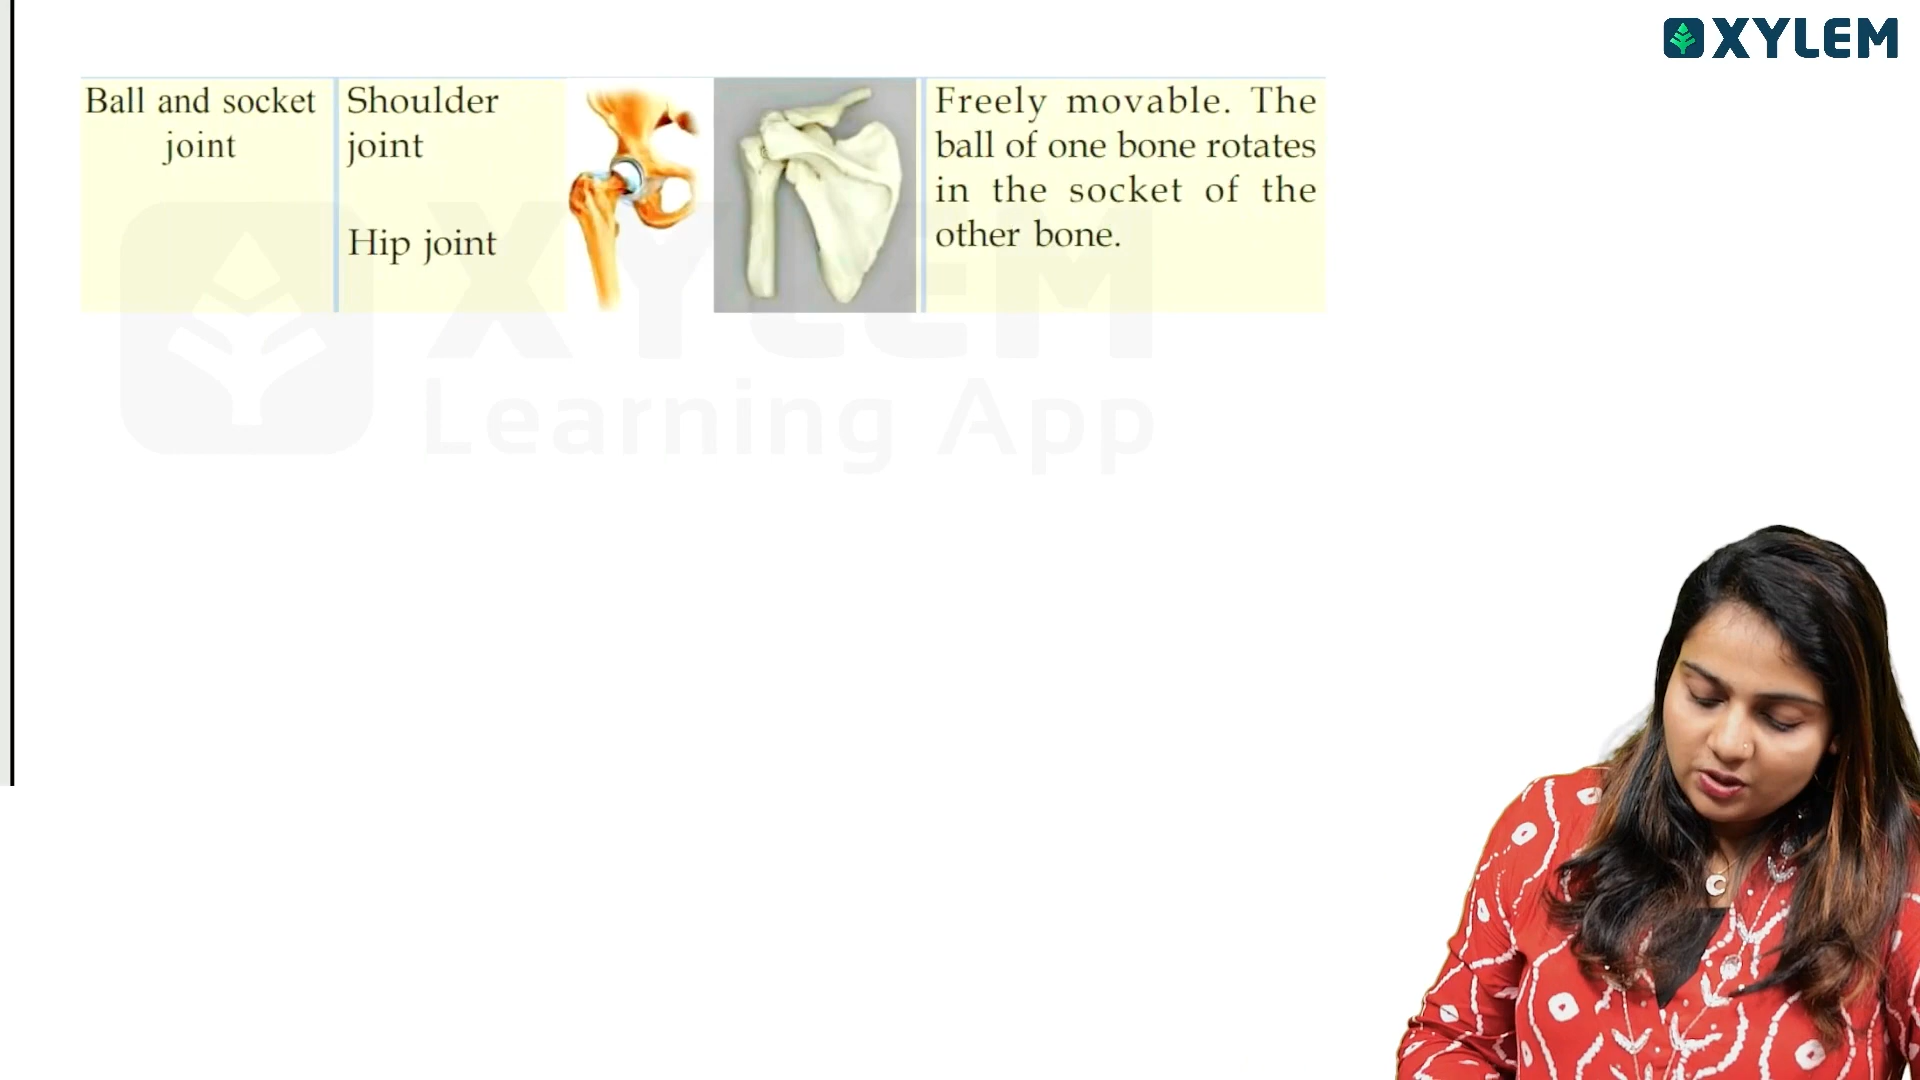 XYLEM
Ball and socket
joint
Shoulder
joint
Hip joint
Freely movable. The
ball of one bone rotates
in the socket of the
other bone.
XYLEM
Learning App